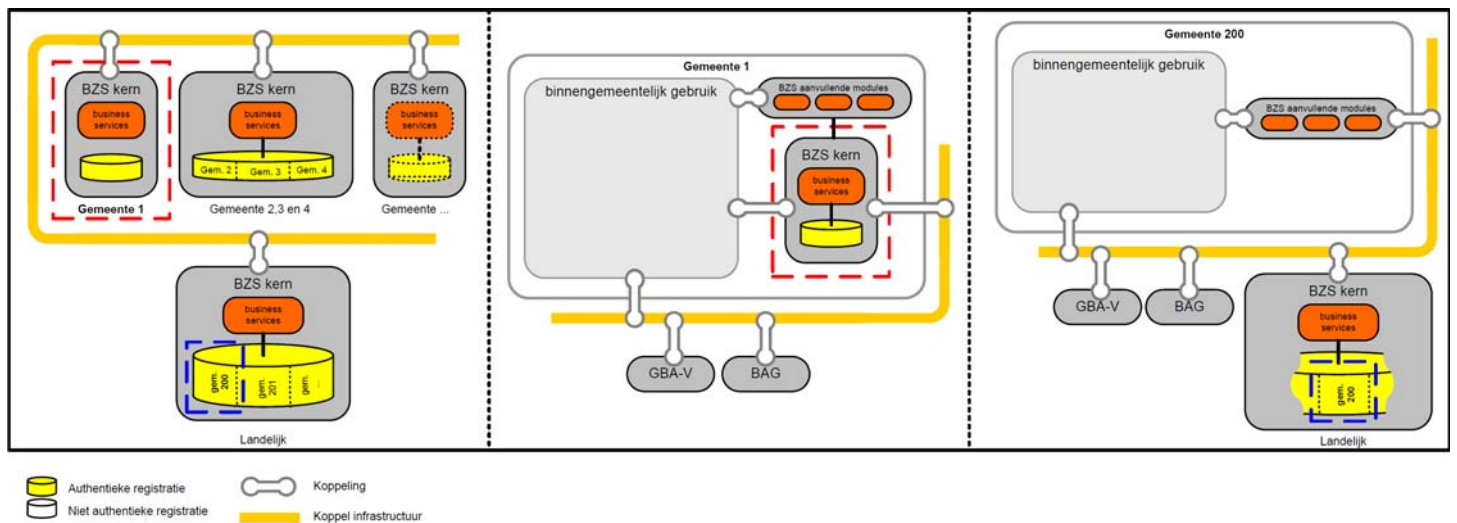 BZS kern
business
services
Gemeente 1
BZS kern
business
services
Gem. 2
Gem. 3
Gem. 4
Gemeente 2,3 en 4
BZS kern
business
services
Gemeente ...
BZS kern
business
services
gem.
200
gem.
201
gem.
...
Landelijk
Gemeente 1
binnengemeentelijk gebruik
BZS aanvullende modules
BZS kern
business
services
GBA-V
BAG
Gemeente 200
binnengemeentelijk gebruik
BZS aanvullende modules
GBA-V
BAG
BZS kern
business
services
gem.
200
Landelijk
Authentieke registratie
Niet authentieke registratie
Koppeling
Koppel infrastructuur